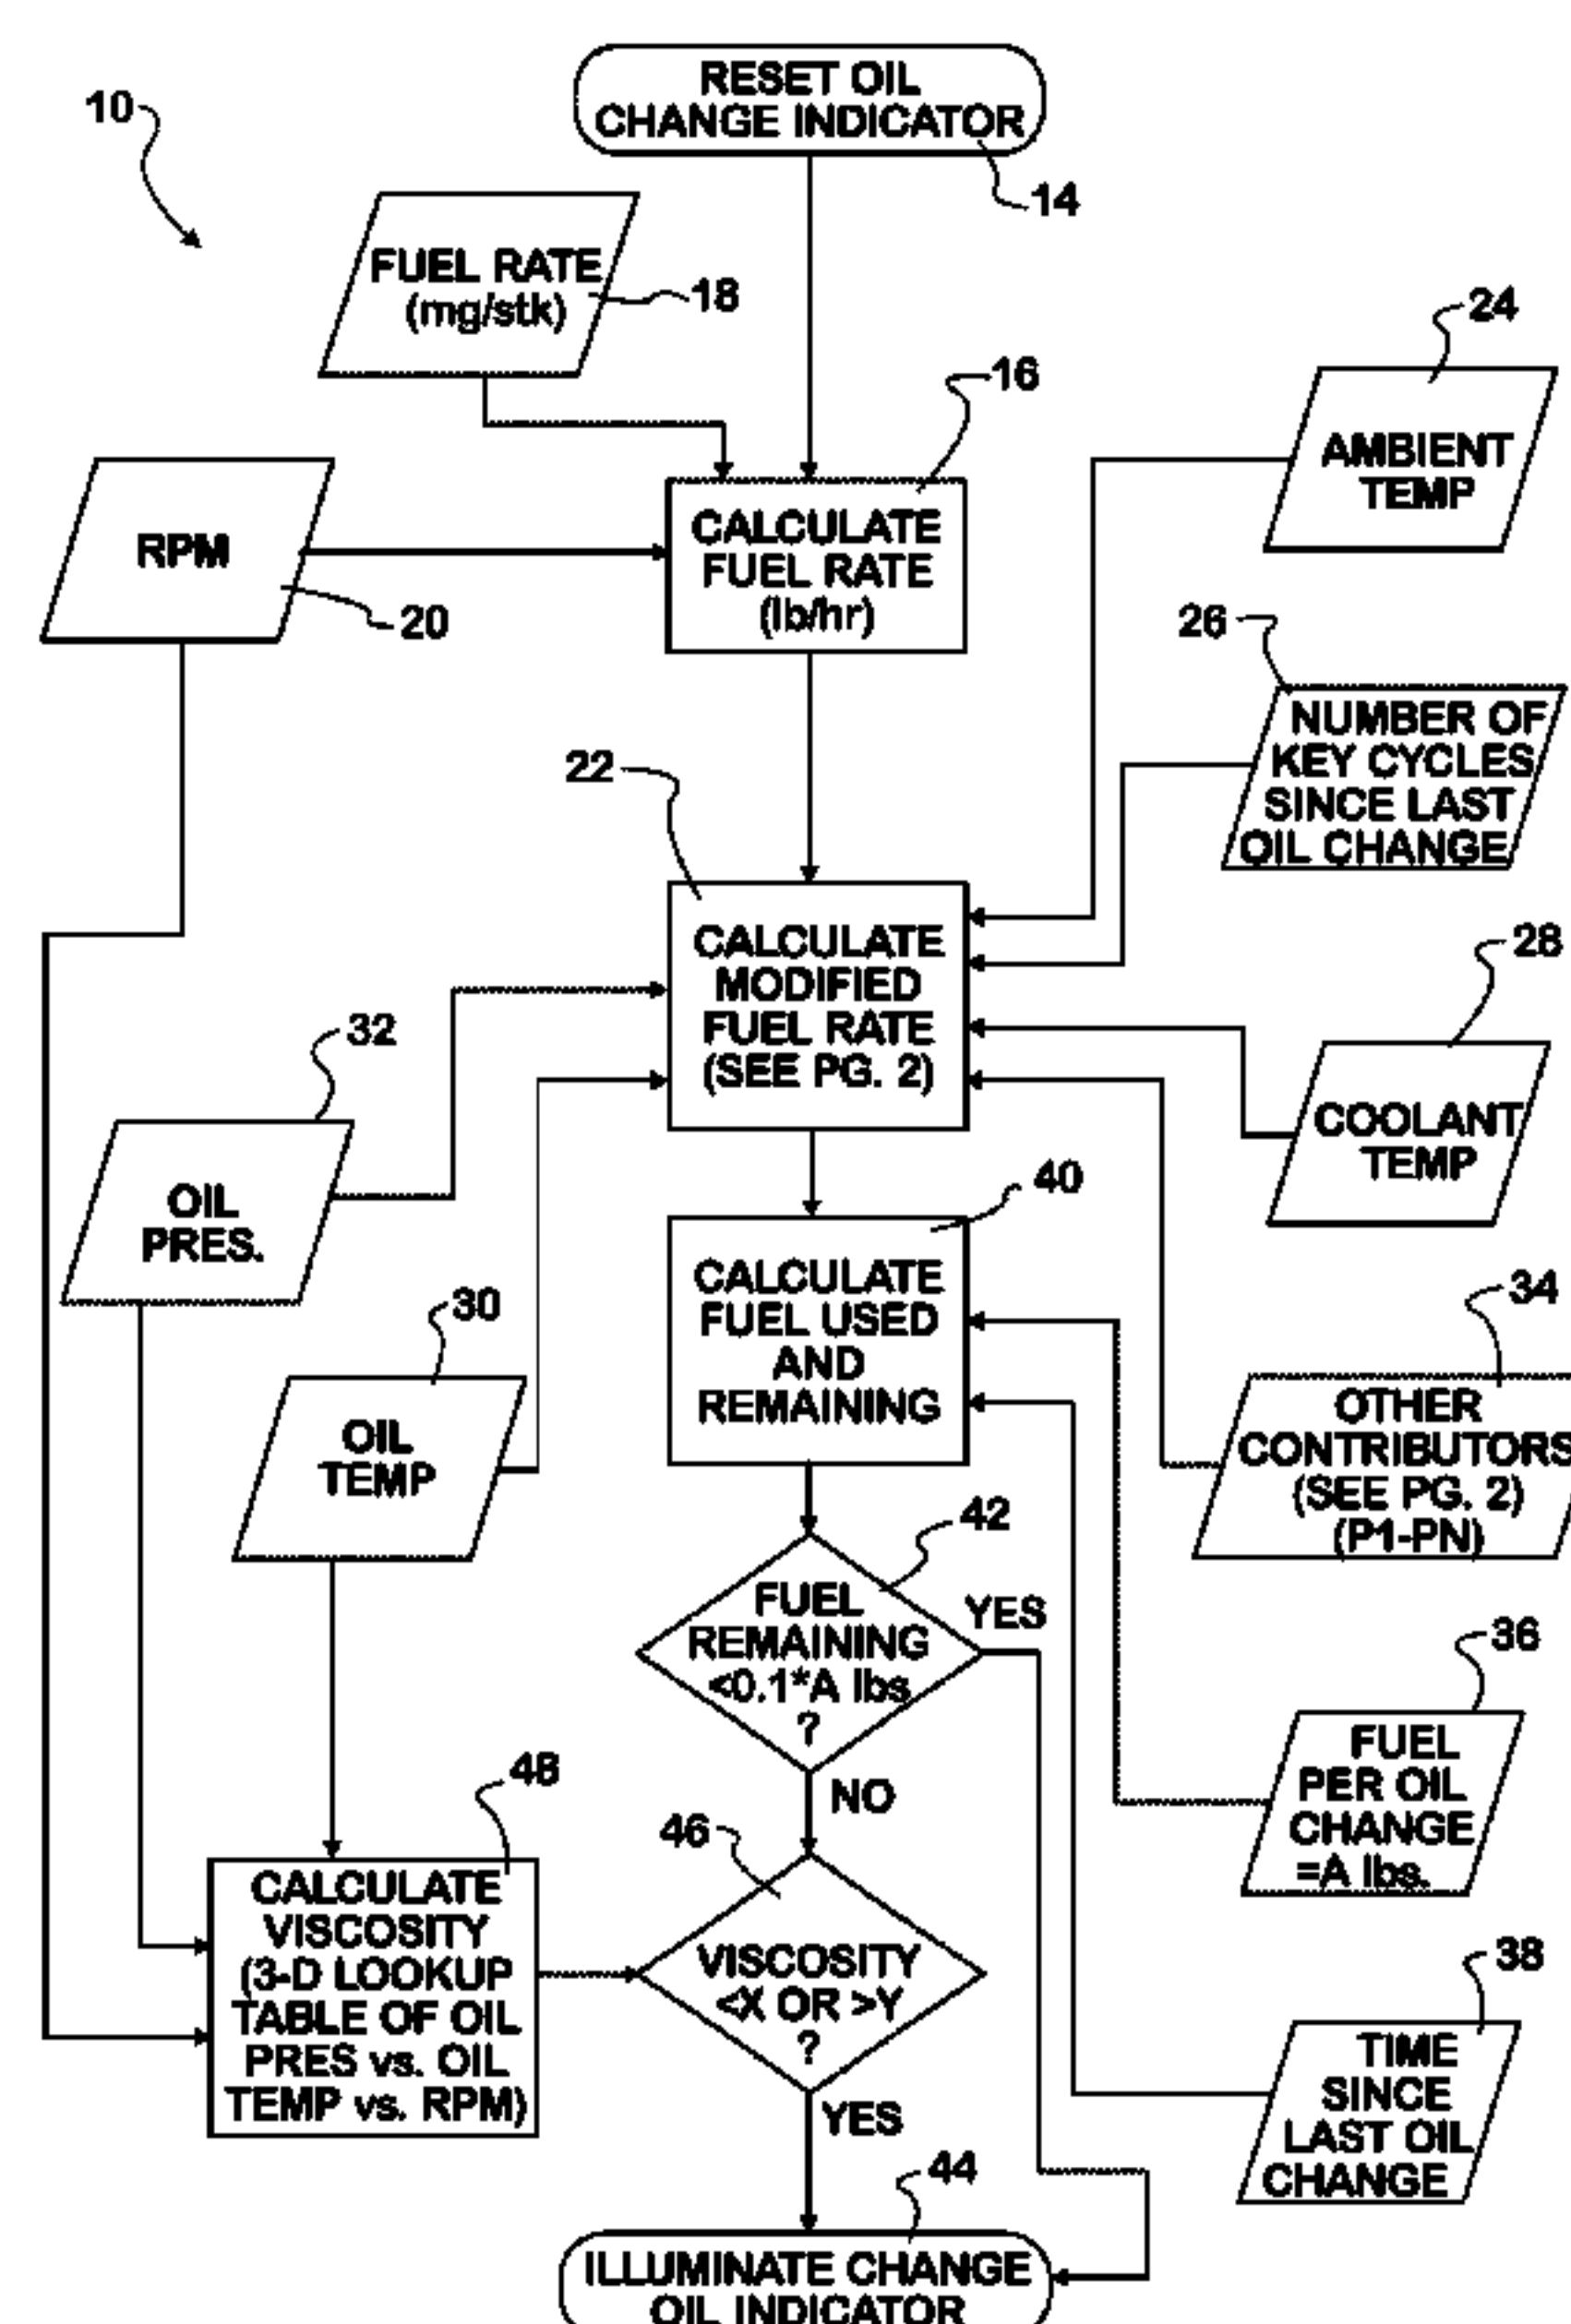 RESET OIL
CHANGE INDICATOR
10
14
FUEL RATE
(mg/stk)
18
24
16
AMBIENT
TEMP
RPM
CALCULATE
FUEL RATE
(lb/hr)
20
26
NUMBER OF
KEY CYCLES
SINCE LAST
OIL CHANGE
22
CALCULATE
MODIFIED
FUEL RATE
(SEE PG. 2)
28
32
COOLANT
TEMP
OIL
PRES.
40
CALCULATE
FUEL USED
AND
REMAINING
34
30
OTHER
CONTRIBUTORS
(SEE PG. 2)
(P1-PN)
OIL
TEMP
42
FUEL
REMAINING
<0.1*A lbs
?
YES
36
NO
FUEL
PER OIL
CHANGE
=A lbs.
48
46
CALCULATE
VISCOSITY
(3-D LOOKUP
TABLE OF OIL
PRES vs. OIL
TEMP vs. RPM)
VISCOSITY
<X OR >Y
?
38
TIME
SINCE
LAST OIL
CHANGE
YES
44
ILLUMINATE CHANGE
OIL INDICATOR